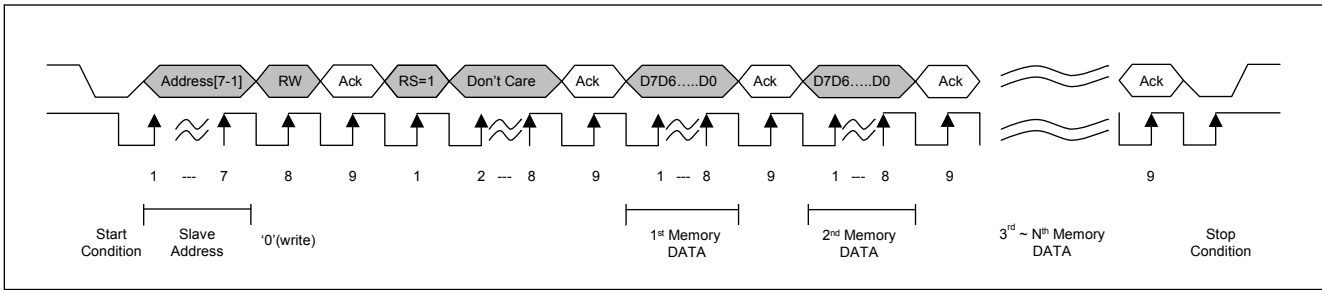 Address[7-1] RW Ack RS=1 Don't Care Ack D7D6.....D0 Ack D7D6.....D0 Ack Ack
1 --- 7 8 9 1 2 --- 8 9 1 --- 8 9 1 --- 8 9 9
Start Condition
Slave Address
'0'(write)
1st Memory DATA
2nd Memory DATA
3rd ~ Nth Memory DATA
Stop Condition